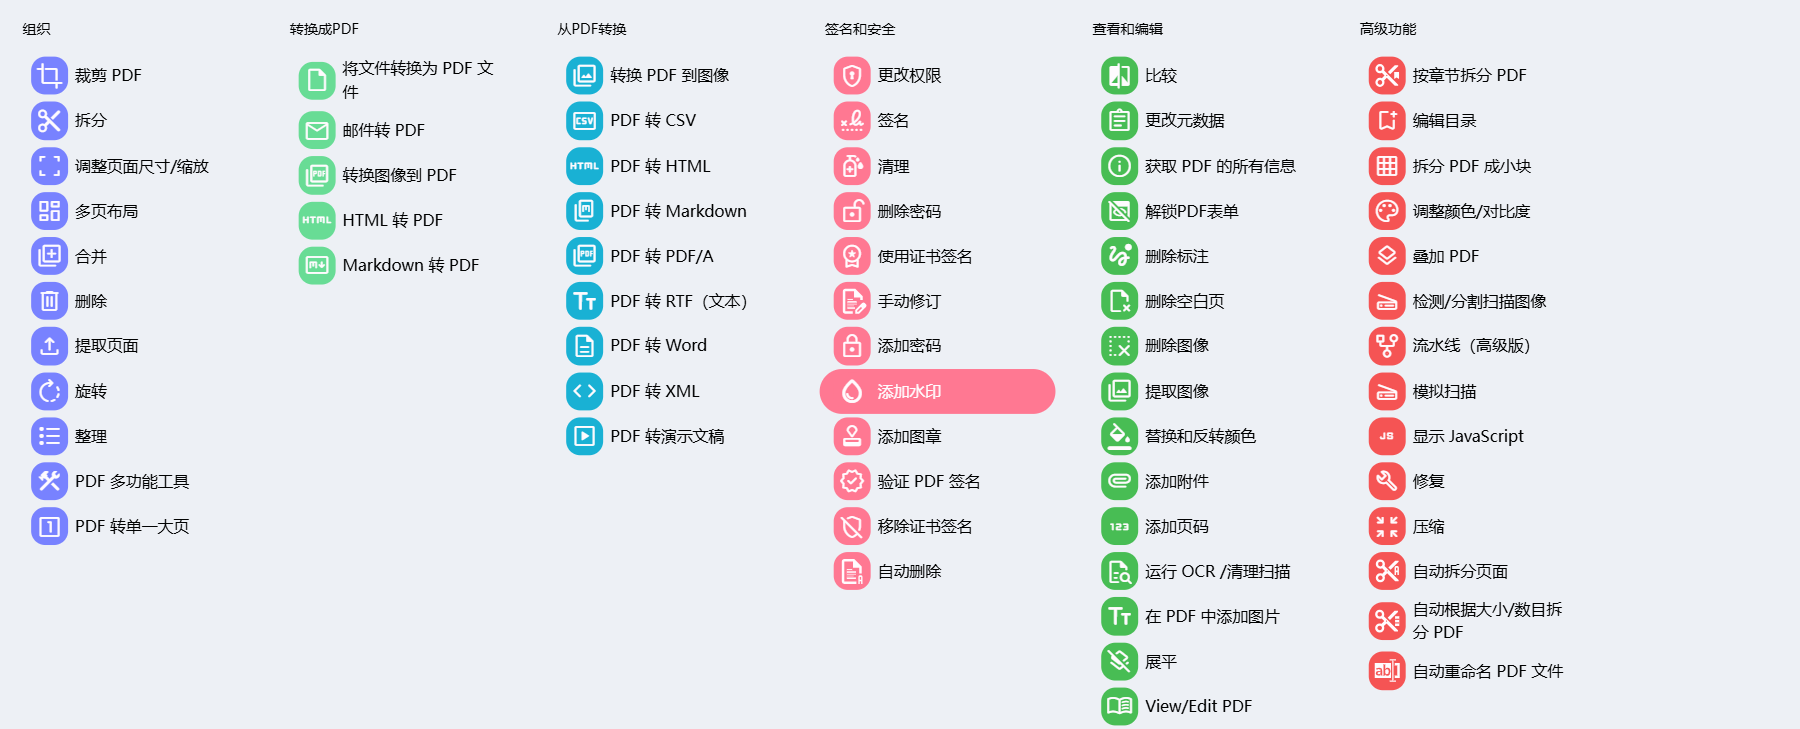 组织
裁剪 PDF
拆分
调整页面尺寸/缩放
多页布局
合并
删除
提取页面
旋转
整理
PDF 多功能工具
PDF 转单一大页
转换成PDF
将文件转换为 PDF 文
件
邮件转 PDF
转换图像到 PDF
HTML 转 PDF
Markdown 转 PDF
从PDF转换
转换 PDF 到图像
PDF 转 CSV
PDF 转 HTML
PDF 转 Markdown
PDF 转 PDF/A
PDF 转 RTF（文本）
PDF 转 Word
PDF 转 XML
PDF 转演示文稿
签名和安全
更改权限
签名
清理
删除密码
使用证书签名
手动修订
添加密码
添加水印
添加图章
验证 PDF 签名
移除证书签名
自动删除
查看和编辑
比较
更改元数据
获取 PDF 的所有信息
解锁PDF表单
删除标注
删除空白页
删除图像
提取图像
替换和反转颜色
添加附件
添加页码
运行 OCR /清理扫描
在 PDF 中添加图片
展平
View/Edit PDF
高级功能
按章节拆分 PDF
编辑目录
拆分 PDF 成小块
调整颜色/对比度
叠加 PDF
检测/分割扫描图像
流水线（高级版）
模拟扫描
显示 JavaScript
修复
压缩
自动拆分页面
自动根据大小/数目拆
分 PDF
自动重命名 PDF 文件